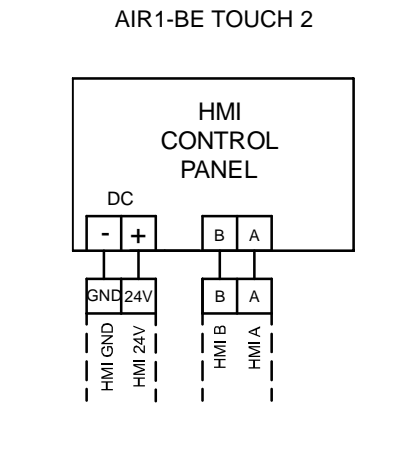 AIR1-BE TOUCH 2
HMI
CONTROL
PANEL
DC
- + B A
GND 24V B A
HMI GND
HMI 24V
HMI B
HMI A